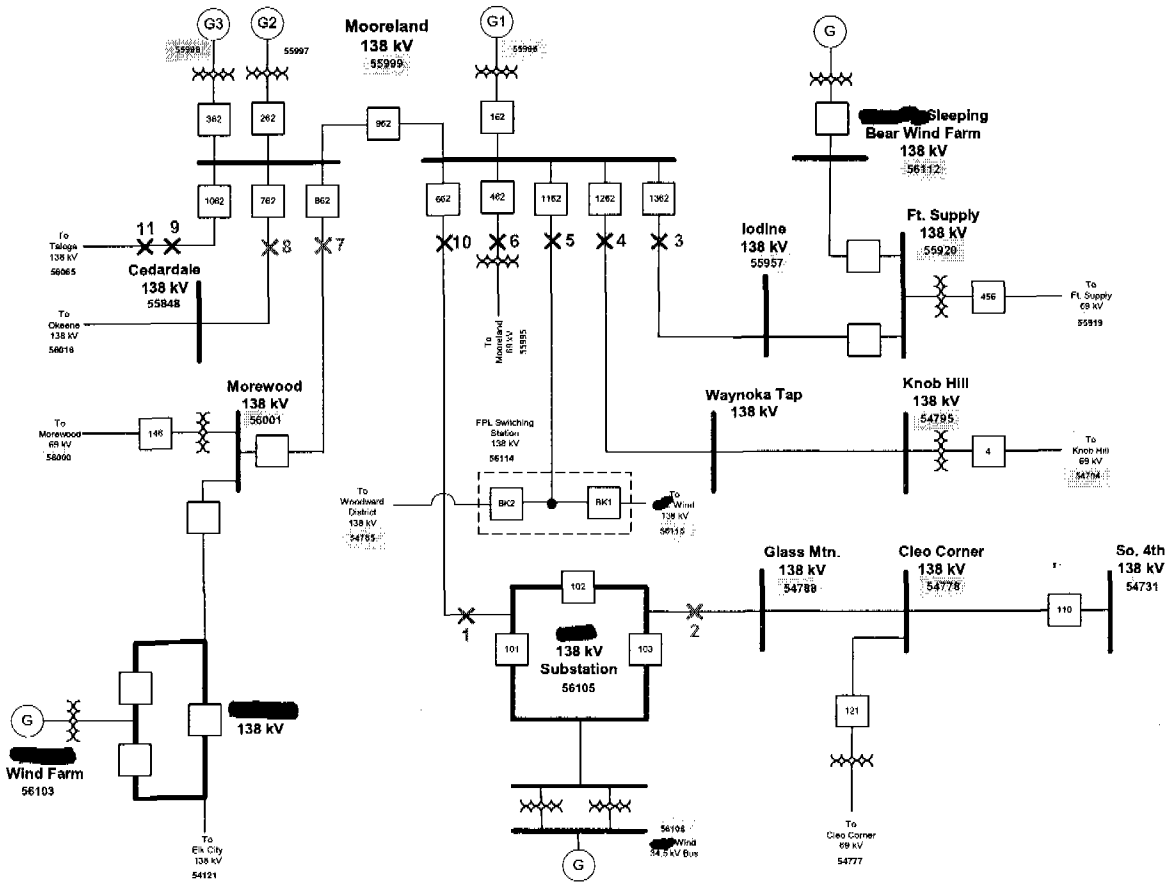 G3
G2
G1
G
55998
55997
Mooreland
138 kV
55999
55996
362
262
962
162
Sleeping
Bear Wind Farm
138 kV
56112
1062
762
862
662
462
1162
1262
1362
Ft. Supply
138 kV
55920
Iodine
138 kV
55957
11
9
8
7
10
6
5
4
3
To
Taloga
138 kV
56065
Cedardale
138 kV
55848
456
To
Ft. Supply
69 kV
55919
To
Okeene
138 kV
56016
To
Mooreland
69 kV
55995
Morewood
138 kV
56001
Waynoka Tap
138 kV
Knob Hill
138 kV
54795
To
Morewood
69 kV
56000
146
FPL Switching
Station
138 kV
56114
4
To
Knob Hill
69 kV
54794
To
Woodward
District
138 kV
54785
BK2
BK1
To
Wind
138 kV
56115
Glass Mtn.
138 kV
54788
Cleo Corner
138 kV
54778
So. 4th
138 kV
54731
102
101
103
110
1
2
138 kV
Substation
56105
138 kV
121
G
Wind Farm
56103
To
Elk City
138 kV
54121
56106
Wind
34.5 kV Bus
G
To
Cleo Corner
69 kV
54777